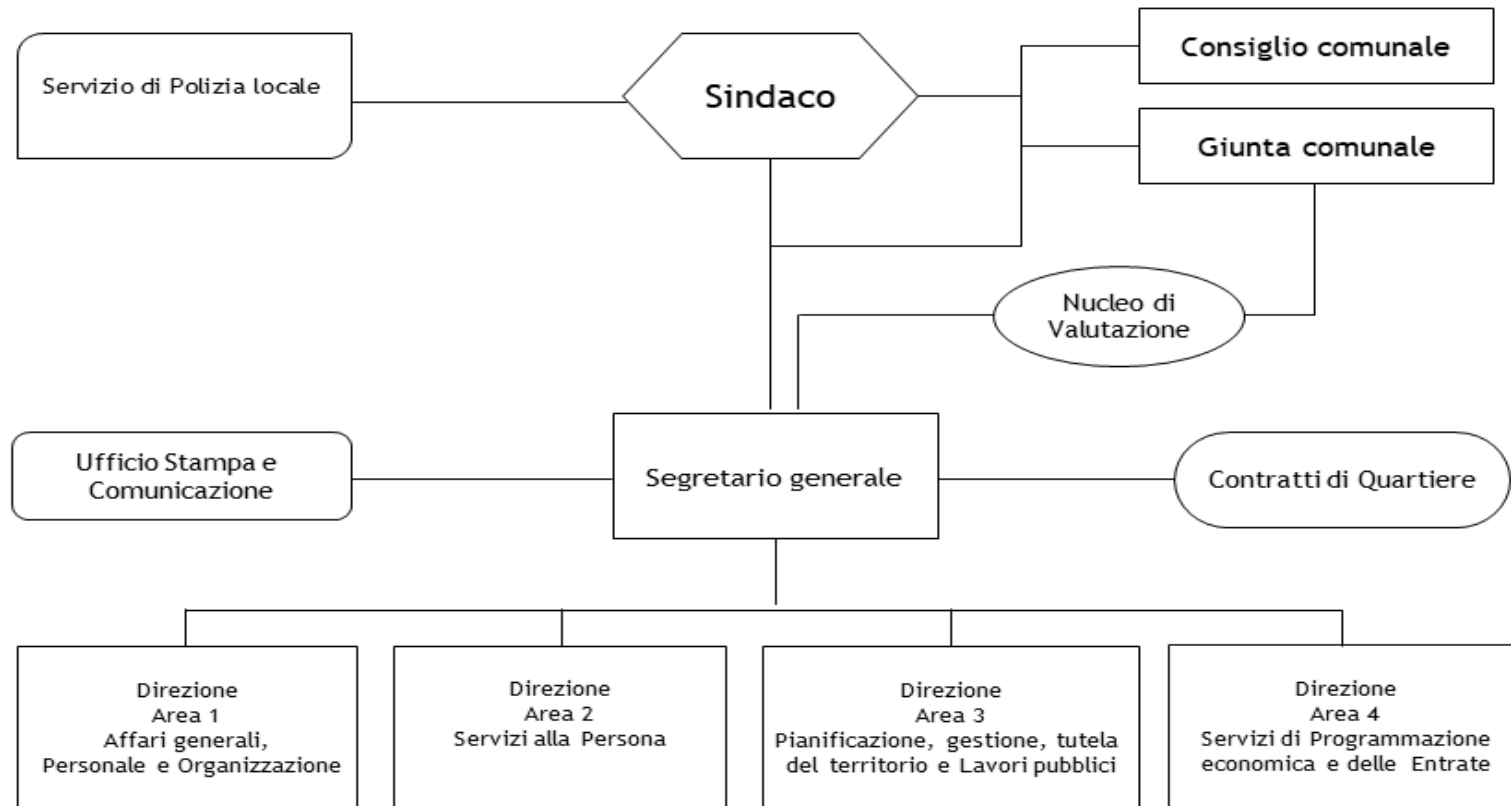 Servizio di Polizia locale
Sindaco
Consiglio comunale
Giunta comunale
Nucleo di
Valutazione
Ufficio Stampa e
Comunicazione
Segretario generale
Contratti di Quartiere
Direzione
Area 1
Affari generali,
Personale e Organizzazione
Direzione
Area 2
Servizi alla Persona
Direzione
Area 3
Pianificazione, gestione, tutela
del territorio e Lavori pubblici
Direzione
Area 4
Servizi di Programmazione
economica e delle Entrate